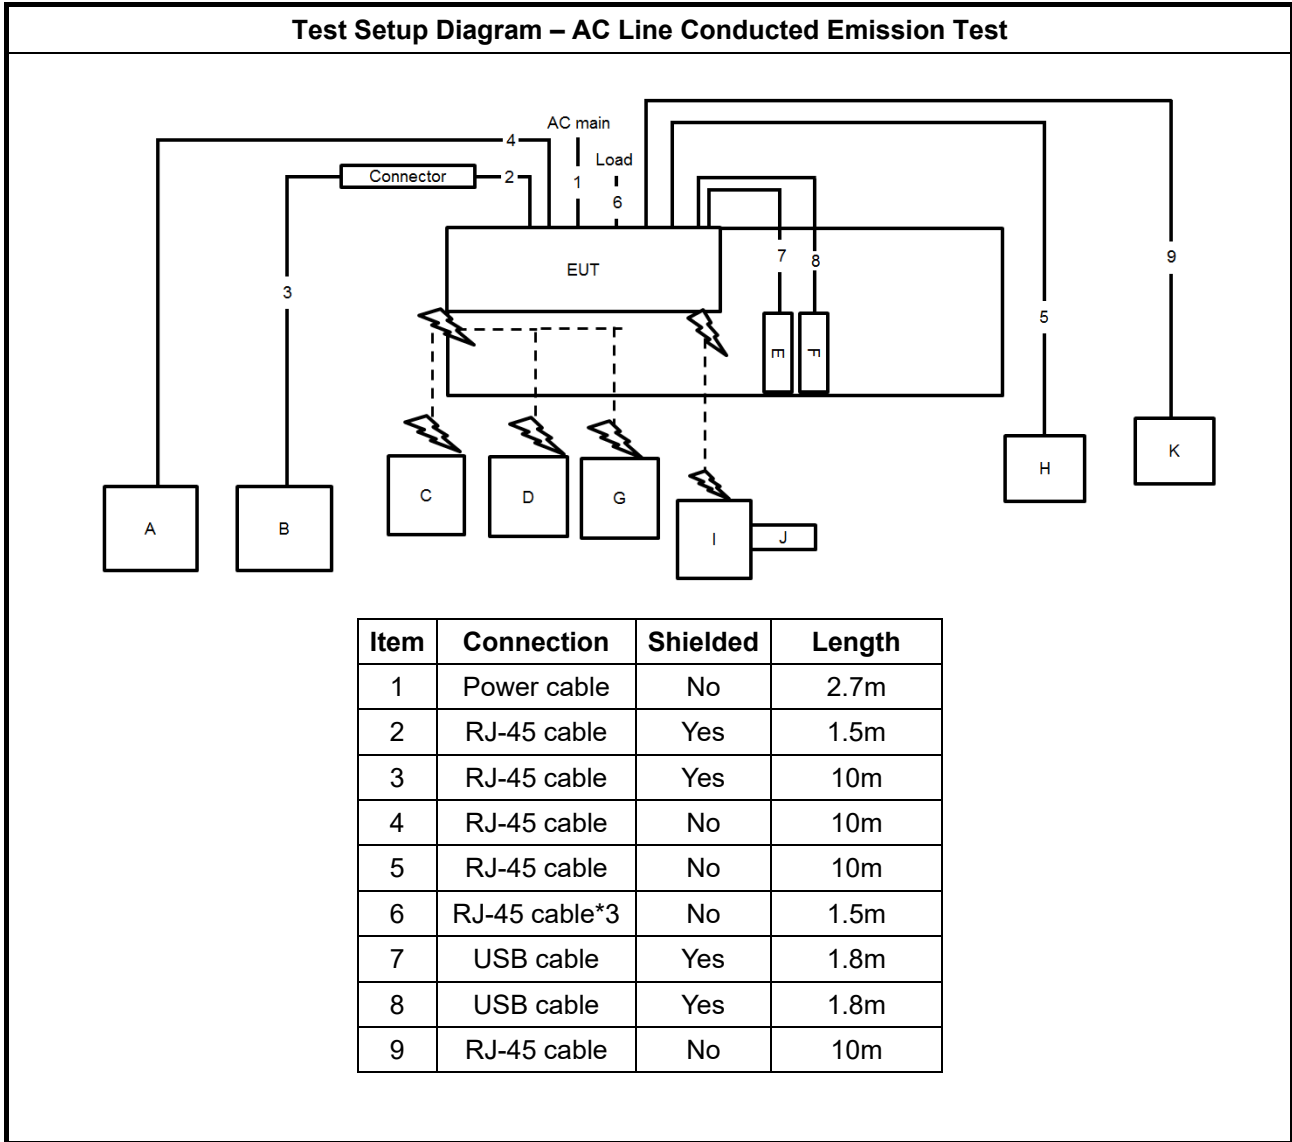 Test Setup Diagram – AC Line Conducted Emission Test
AC main
4
Load
Connector
2
1
6
EUT
7
8
9
3
5
E
F
C
D
G
H
K
A
B
I
J
Item Connection Shielded Length
1 Power cable No 2.7m
2 RJ-45 cable Yes 1.5m
3 RJ-45 cable Yes 10m
4 RJ-45 cable No 10m
5 RJ-45 cable No 10m
6 RJ-45 cable*3 No 1.5m
7 USB cable Yes 1.8m
8 USB cable Yes 1.8m
9 RJ-45 cable No 10m